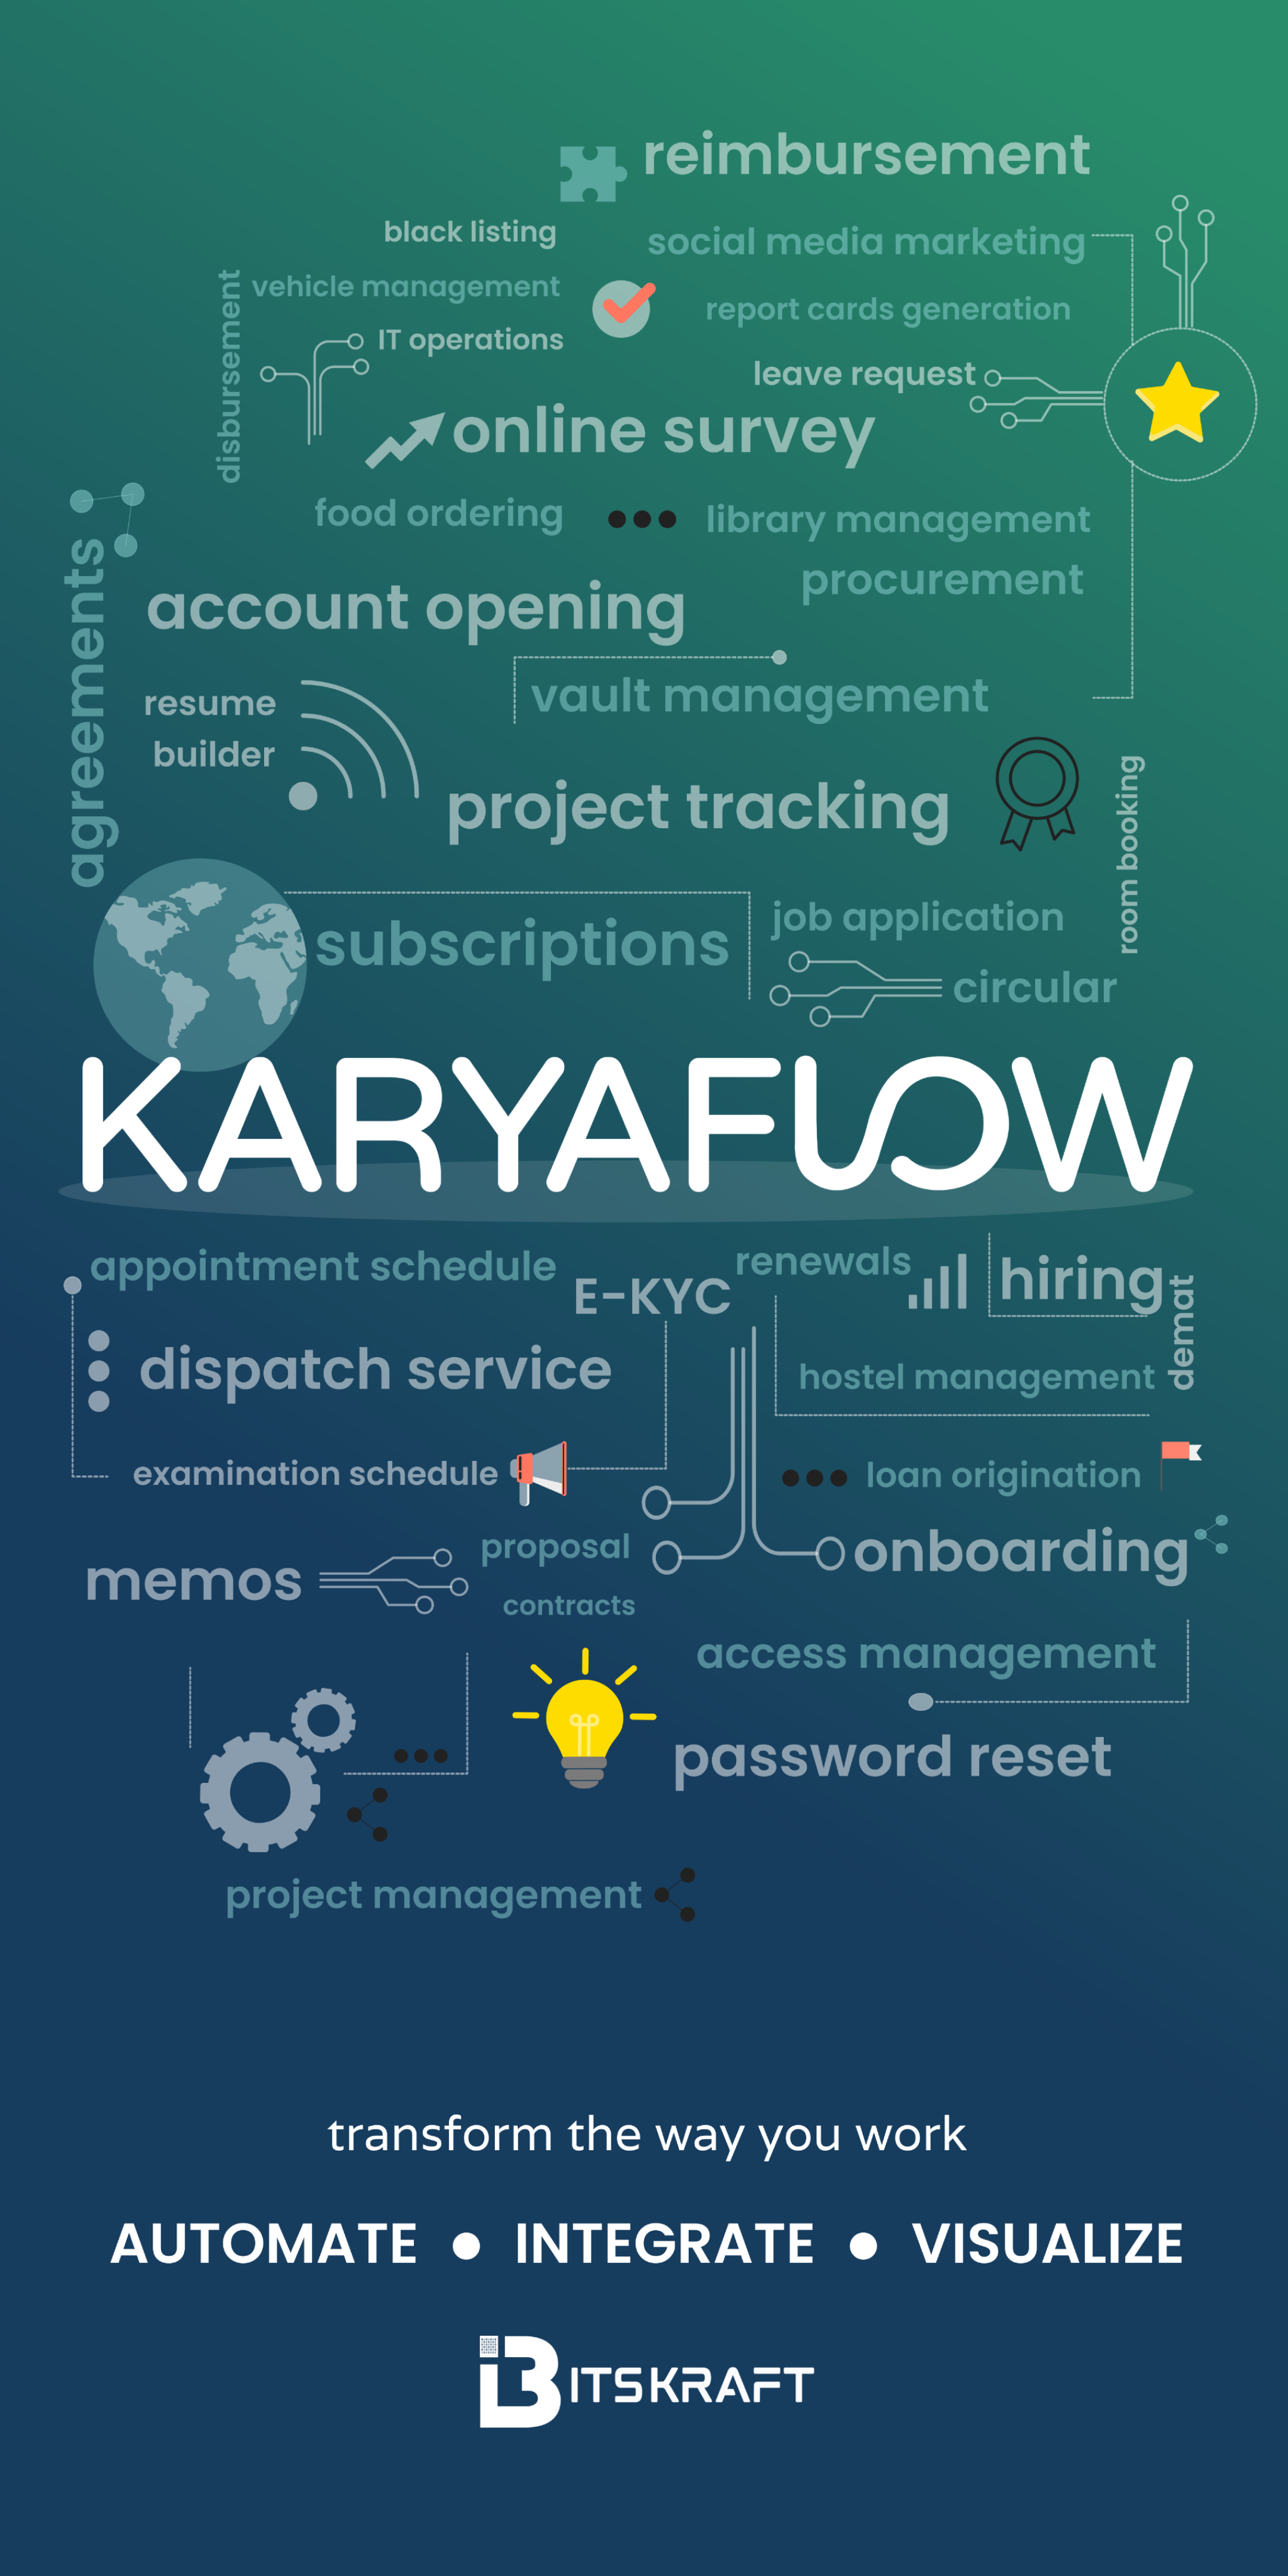 reimbursement
black listing
social media marketing
disbursement
vehicle management
report cards generation
IT operations
leave request
online survey
food ordering
library management
agreements
procurement
account opening
vault management
resume
builder
project tracking
room booking
subscriptions
job application
circular
KARYAFLOW
appointment schedule
renewals
E-KYC
hiring
demat
dispatch service
hostel management
examination schedule
loan origination
proposal
onboarding
memos
contracts
access management
password reset
project management
transform the way you work
AUTOMATE ● INTEGRATE ● VISUALIZE
BITSKRAFT